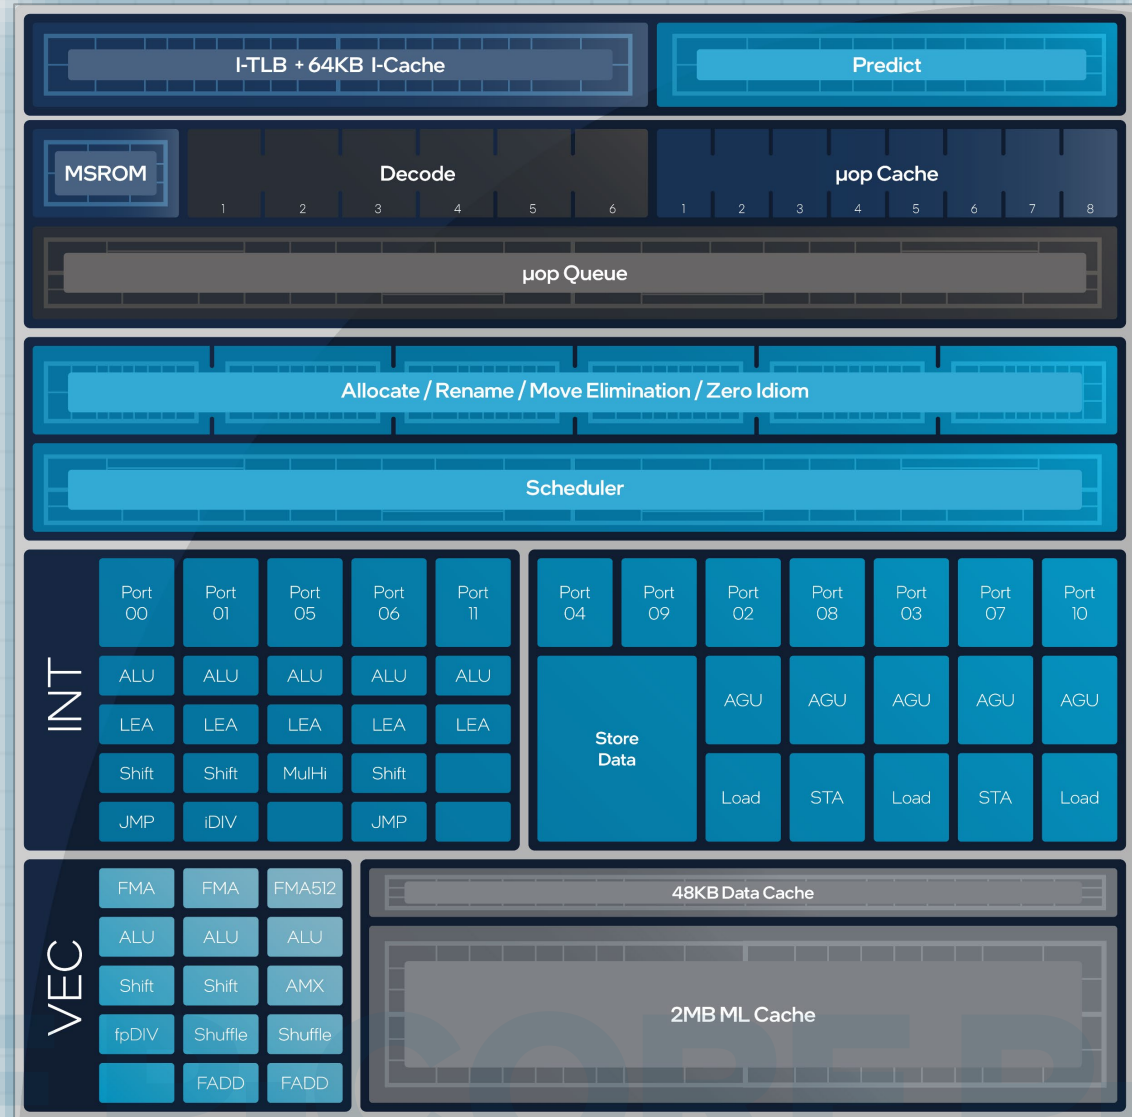 I-TLB + 64KB I-Cache
Predict
MSROM
Decode
1 2 3 4 5 6
μop Cache
1 2 3 4 5 6 7 8
μop Queue
Allocate / Rename / Move Elimination / Zero Idiom
Scheduler
INT
Port 00
Port 01
Port 05
Port 06
Port 11
ALU ALU ALU ALU ALU
LEA LEA LEA LEA LEA
Shift Shift MulHi Shift
JMP iDIV JMP
Port 04
Port 09
Port 02
Port 08
Port 03
Port 07
Port 10
Store
Data
AGU AGU AGU AGU AGU
Load STA Load STA Load
VEC
FMA FMA FMA512
ALU ALU ALU
Shift Shift AMX
fpDIV Shuffle Shuffle
FADD FADD
48KB Data Cache
2MB ML Cache